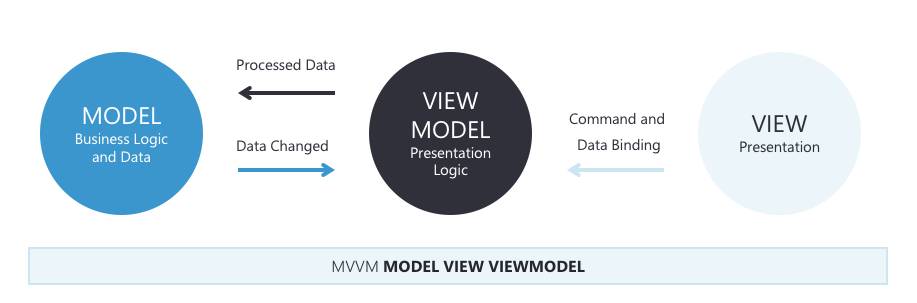 MODEL
Business Logic
and Data
Processed Data
Data Changed
VIEW
MODEL
Presentation
Logic
Command and
Data Binding
VIEW
Presentation
MVVM MODEL VIEW VIEWMODEL